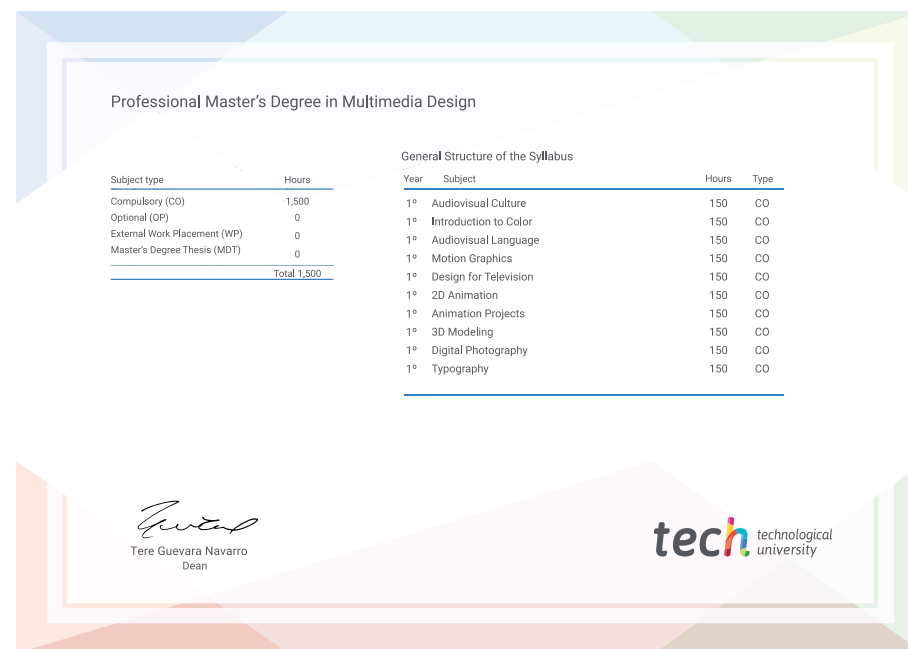 Professional Master's Degree in Multimedia Design
Subject type Hours
Compulsory (CO) 1,500
Optional (OP) 0
External Work Placement (WP) 0
Master's Degree Thesis (MDT) 0
Total 1,500
General Structure of the Syllabus
Year Subject Hours Type
1º Audiovisual Culture 150 CO
1º Introduction to Color 150 CO
1º Audiovisual Language 150 CO
1º Motion Graphics 150 CO
1º Design for Television 150 CO
1º 2D Animation 150 CO
1º Animation Projects 150 CO
1º 3D Modeling 150 CO
1º Digital Photography 150 CO
1º Typography 150 CO
Tere Guevara Navarro
Dean
tech technological
university